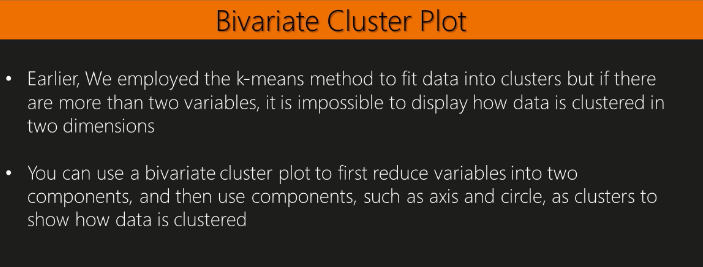 Bivariate Cluster Plot
• Earlier, We employed the k-means method to fit data into clusters but if there
are more than two variables, it is impossible to display how data is clustered in
two dimensions
• You can use a bivariate cluster plot to first reduce variables into two
components, and then use components, such as axis and circle, as clusters to
show how data is clustered